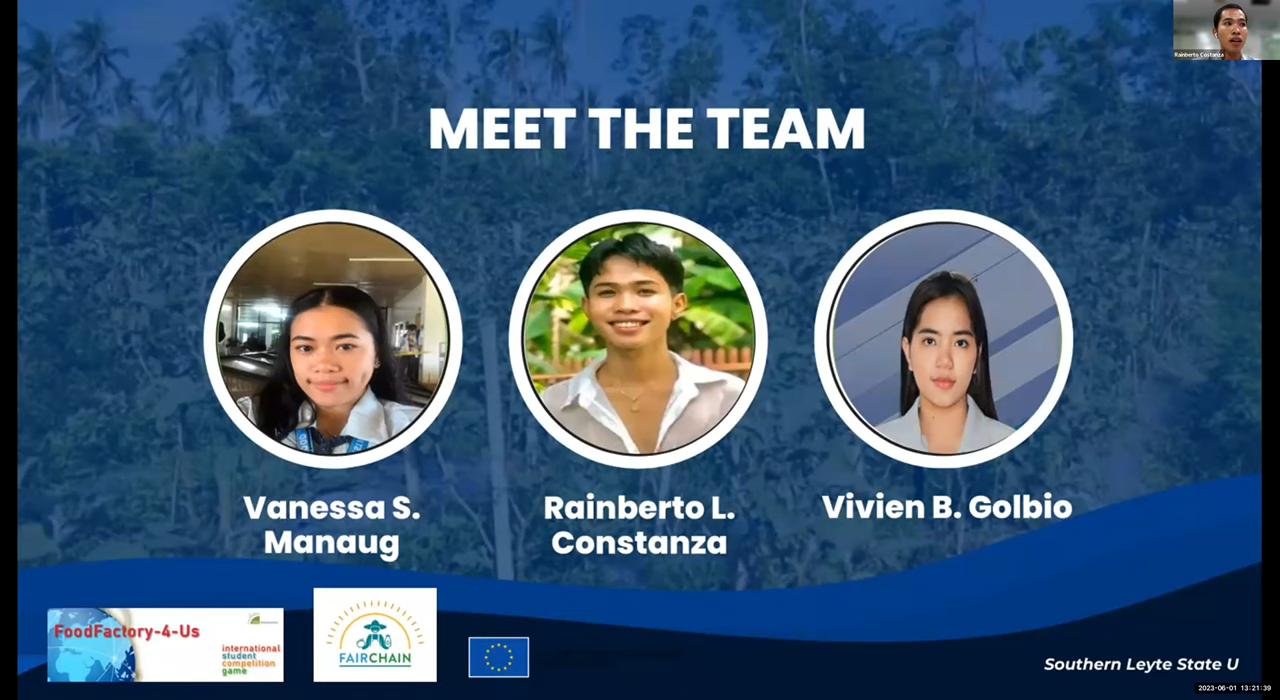 Rainberto Costanza
MEET THE TEAM
Vanessa S.
Manaug
Rainberto L.
Constanza
Vivien B. Golbio
FoodFactory-4-Us
international
student
competition
game
FAIRCHAIN
Southern Leyte State U
2023-06-01 13:21:39